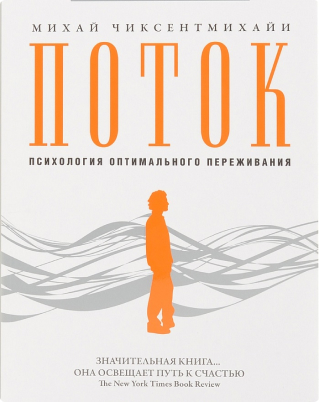 МИХАЙ ЧИКСЕНТМИХАЙИ
ПОТОК
ПСИХОЛОГИЯ ОПТИМАЛЬНОГО ПЕРЕЖИВАНИЯ
ЗНАЧИТЕЛЬНАЯ КНИГА...
ОНА ОСВЕЩАЕТ ПУТЬ К СЧАСТЬЮ
The New York Times Book Review